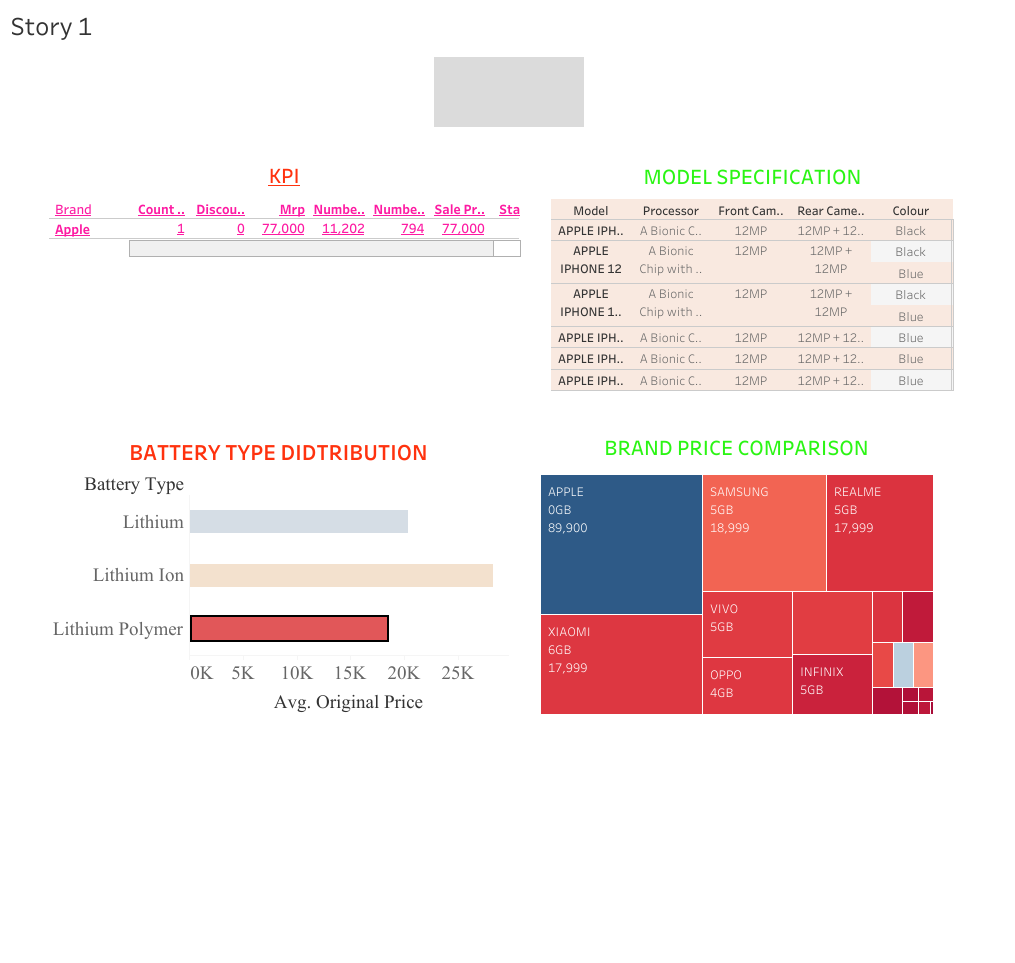 Story 1
KPI
Brand Count .. Discou.. Mrp Numbe.. Numbe.. Sale Pr.. Sta
Apple 1 0 77,000 11,202 794 77,000
MODEL SPECIFICATION
Model Processor Front Cam.. Rear Came.. Colour
APPLE IPH.. A Bionic C.. 12MP 12MP + 12.. Black
APPLE A Bionic 12MP 12MP + Black
IPHONE 12 Chip with .. 12MP Blue
APPLE A Bionic 12MP 12MP + Black
IPHONE 1.. Chip with .. 12MP Blue
APPLE IPH.. A Bionic C.. 12MP 12MP + 12.. Blue
APPLE IPH.. A Bionic C.. 12MP 12MP + 12.. Blue
APPLE IPH.. A Bionic C.. 12MP 12MP + 12.. Blue
BATTERY TYPE DIDTRIBUTION
Battery Type
Lithium
Lithium Ion
Lithium Polymer
0K 5K 10K 15K 20K 25K
Avg. Original Price
BRAND PRICE COMPARISON
APPLE
0GB
89,900
SAMSUNG
5GB
18,999
REALME
5GB
17,999
XIAOMI
6GB
17,999
VIVO
5GB
OPPO
4GB
INFINIX
5GB